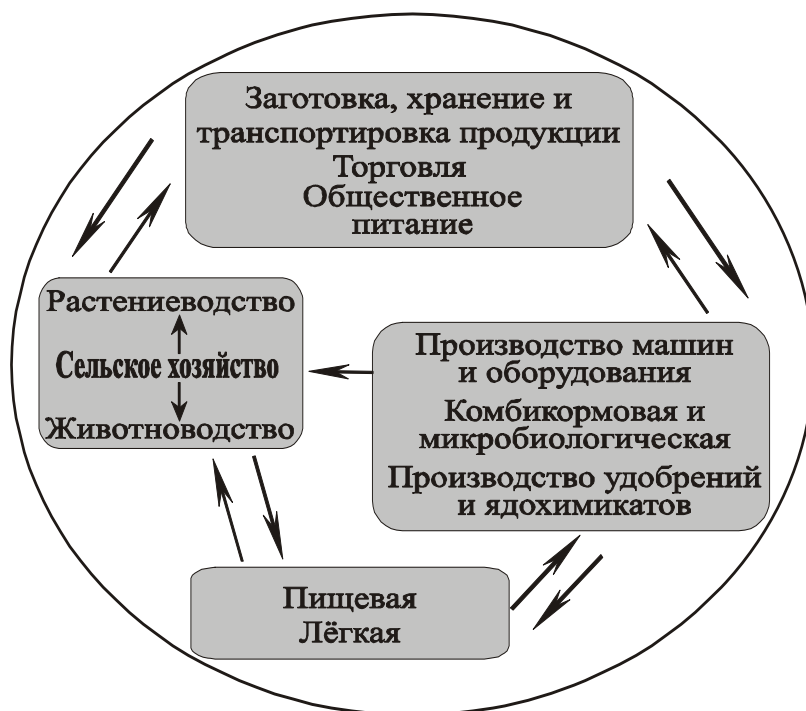 Заготовка, хранение и
транспортировка продукции
Торговля
Общественное
питание
Растениеводство
Сельское хозяйство
Животноводство
Производство машин
и оборудования
Комбикормовая и
микробиологическая
Производство удобрений
и ядохимикатов
Пищевая
Лёгкая